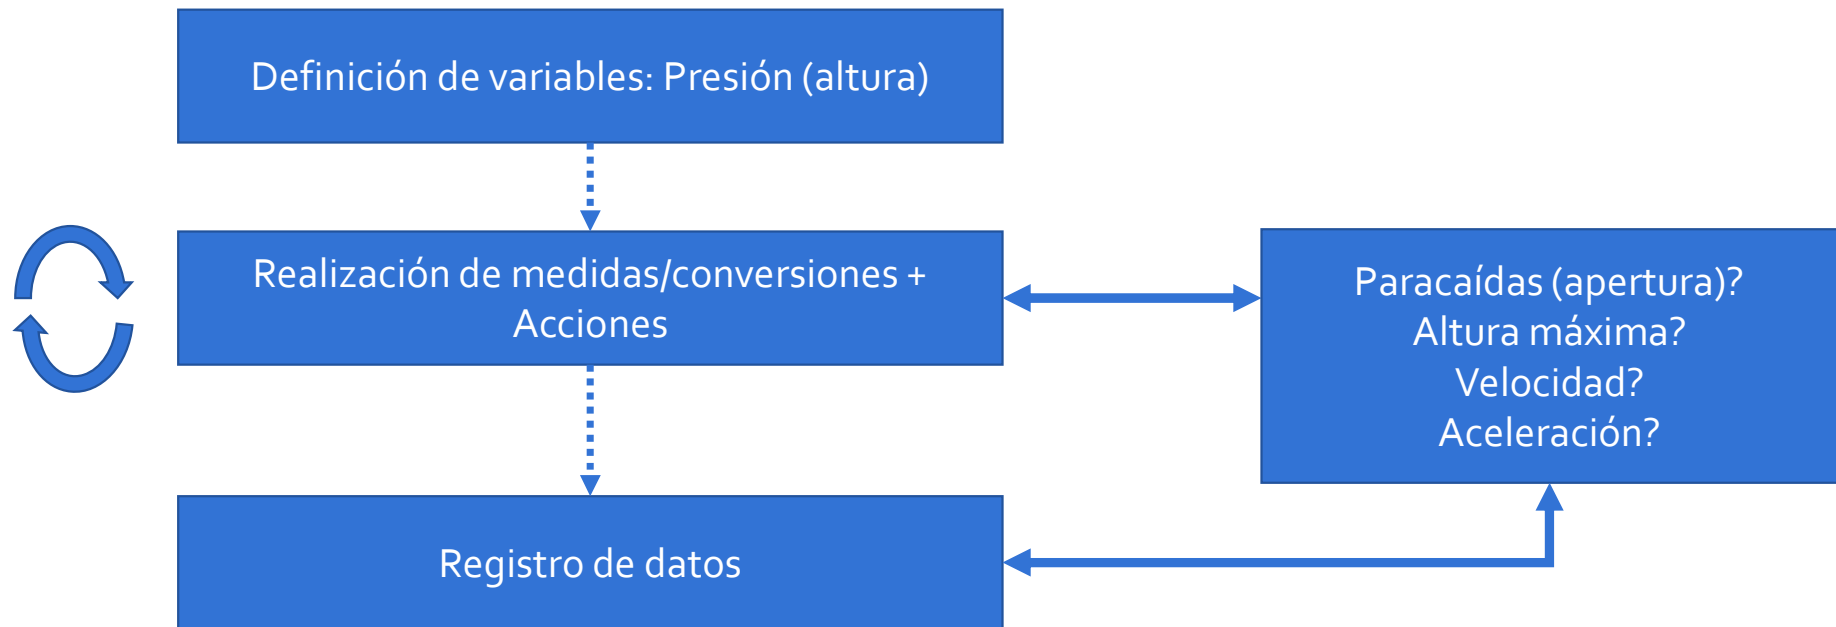 Definición de variables: Presión (altura)
Realización de medidas/conversiones +
Acciones
Paracaídas (apertura)?
Altura máxima?
Velocidad?
Aceleración?
Registro de datos